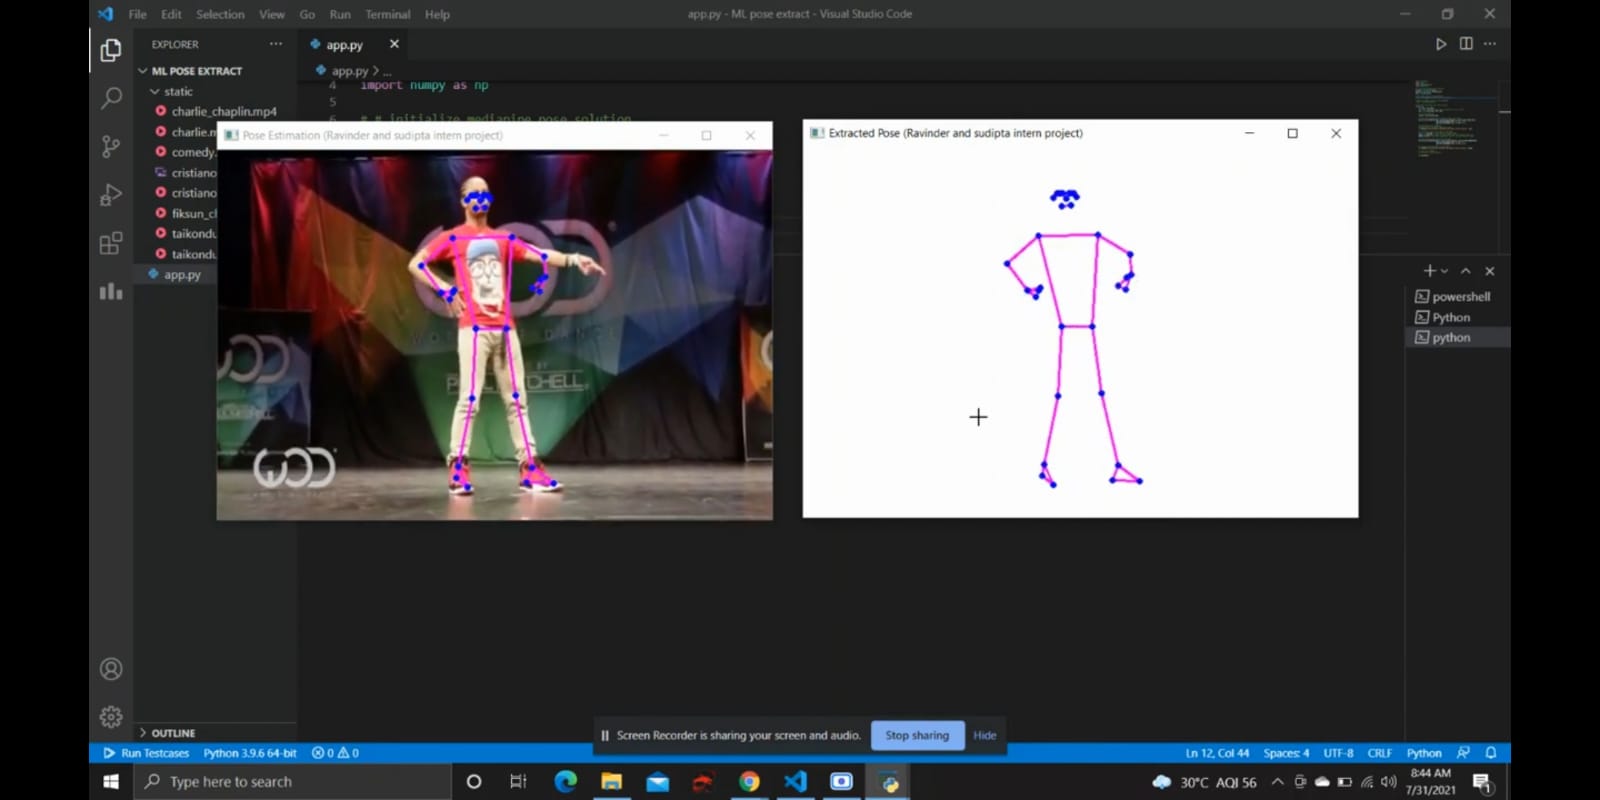 File Edit Selection View Go Run Terminal Help
app.py - ML pose extract - Visual Studio Code
EXPLORER
app.py
ML POSE EXTRACT
app.py > ...
static
4 import numpy as np
charlie_chaplin.mp4
5
6 # # initialize mediapipe pose solution
charlie.m
comedy.
cristiano
cristiano
fiksun_cl
taikondu
taikondu
app.py
Pose Estimation (Ravinder and sudipta intern project)
Extracted Pose (Ravinder and sudipta intern project)
WOD
powershell
Python
python
OUTLINE
Screen Recorder is sharing your screen and audio. Stop sharing Hide
Run Testcases Python 3.9.6 64-bit 0 0
Ln 12, Col 44 Spaces: 4 UTF-8 CRLF Python
Type here to search
30°C AQI 56
8:44 AM
7/31/2021
1